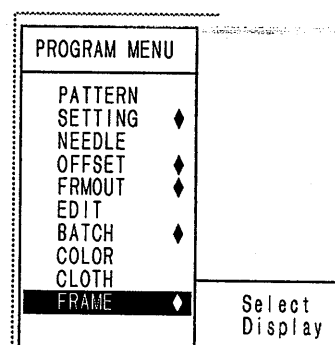 PROGRAM MENU
PATTERN
SETTING ♦
NEEDLE
OFFSET ♦
FRMOUT ♦
EDIT
BATCH ♦
COLOR
CLOTH
FRAME ♦
Select
Display